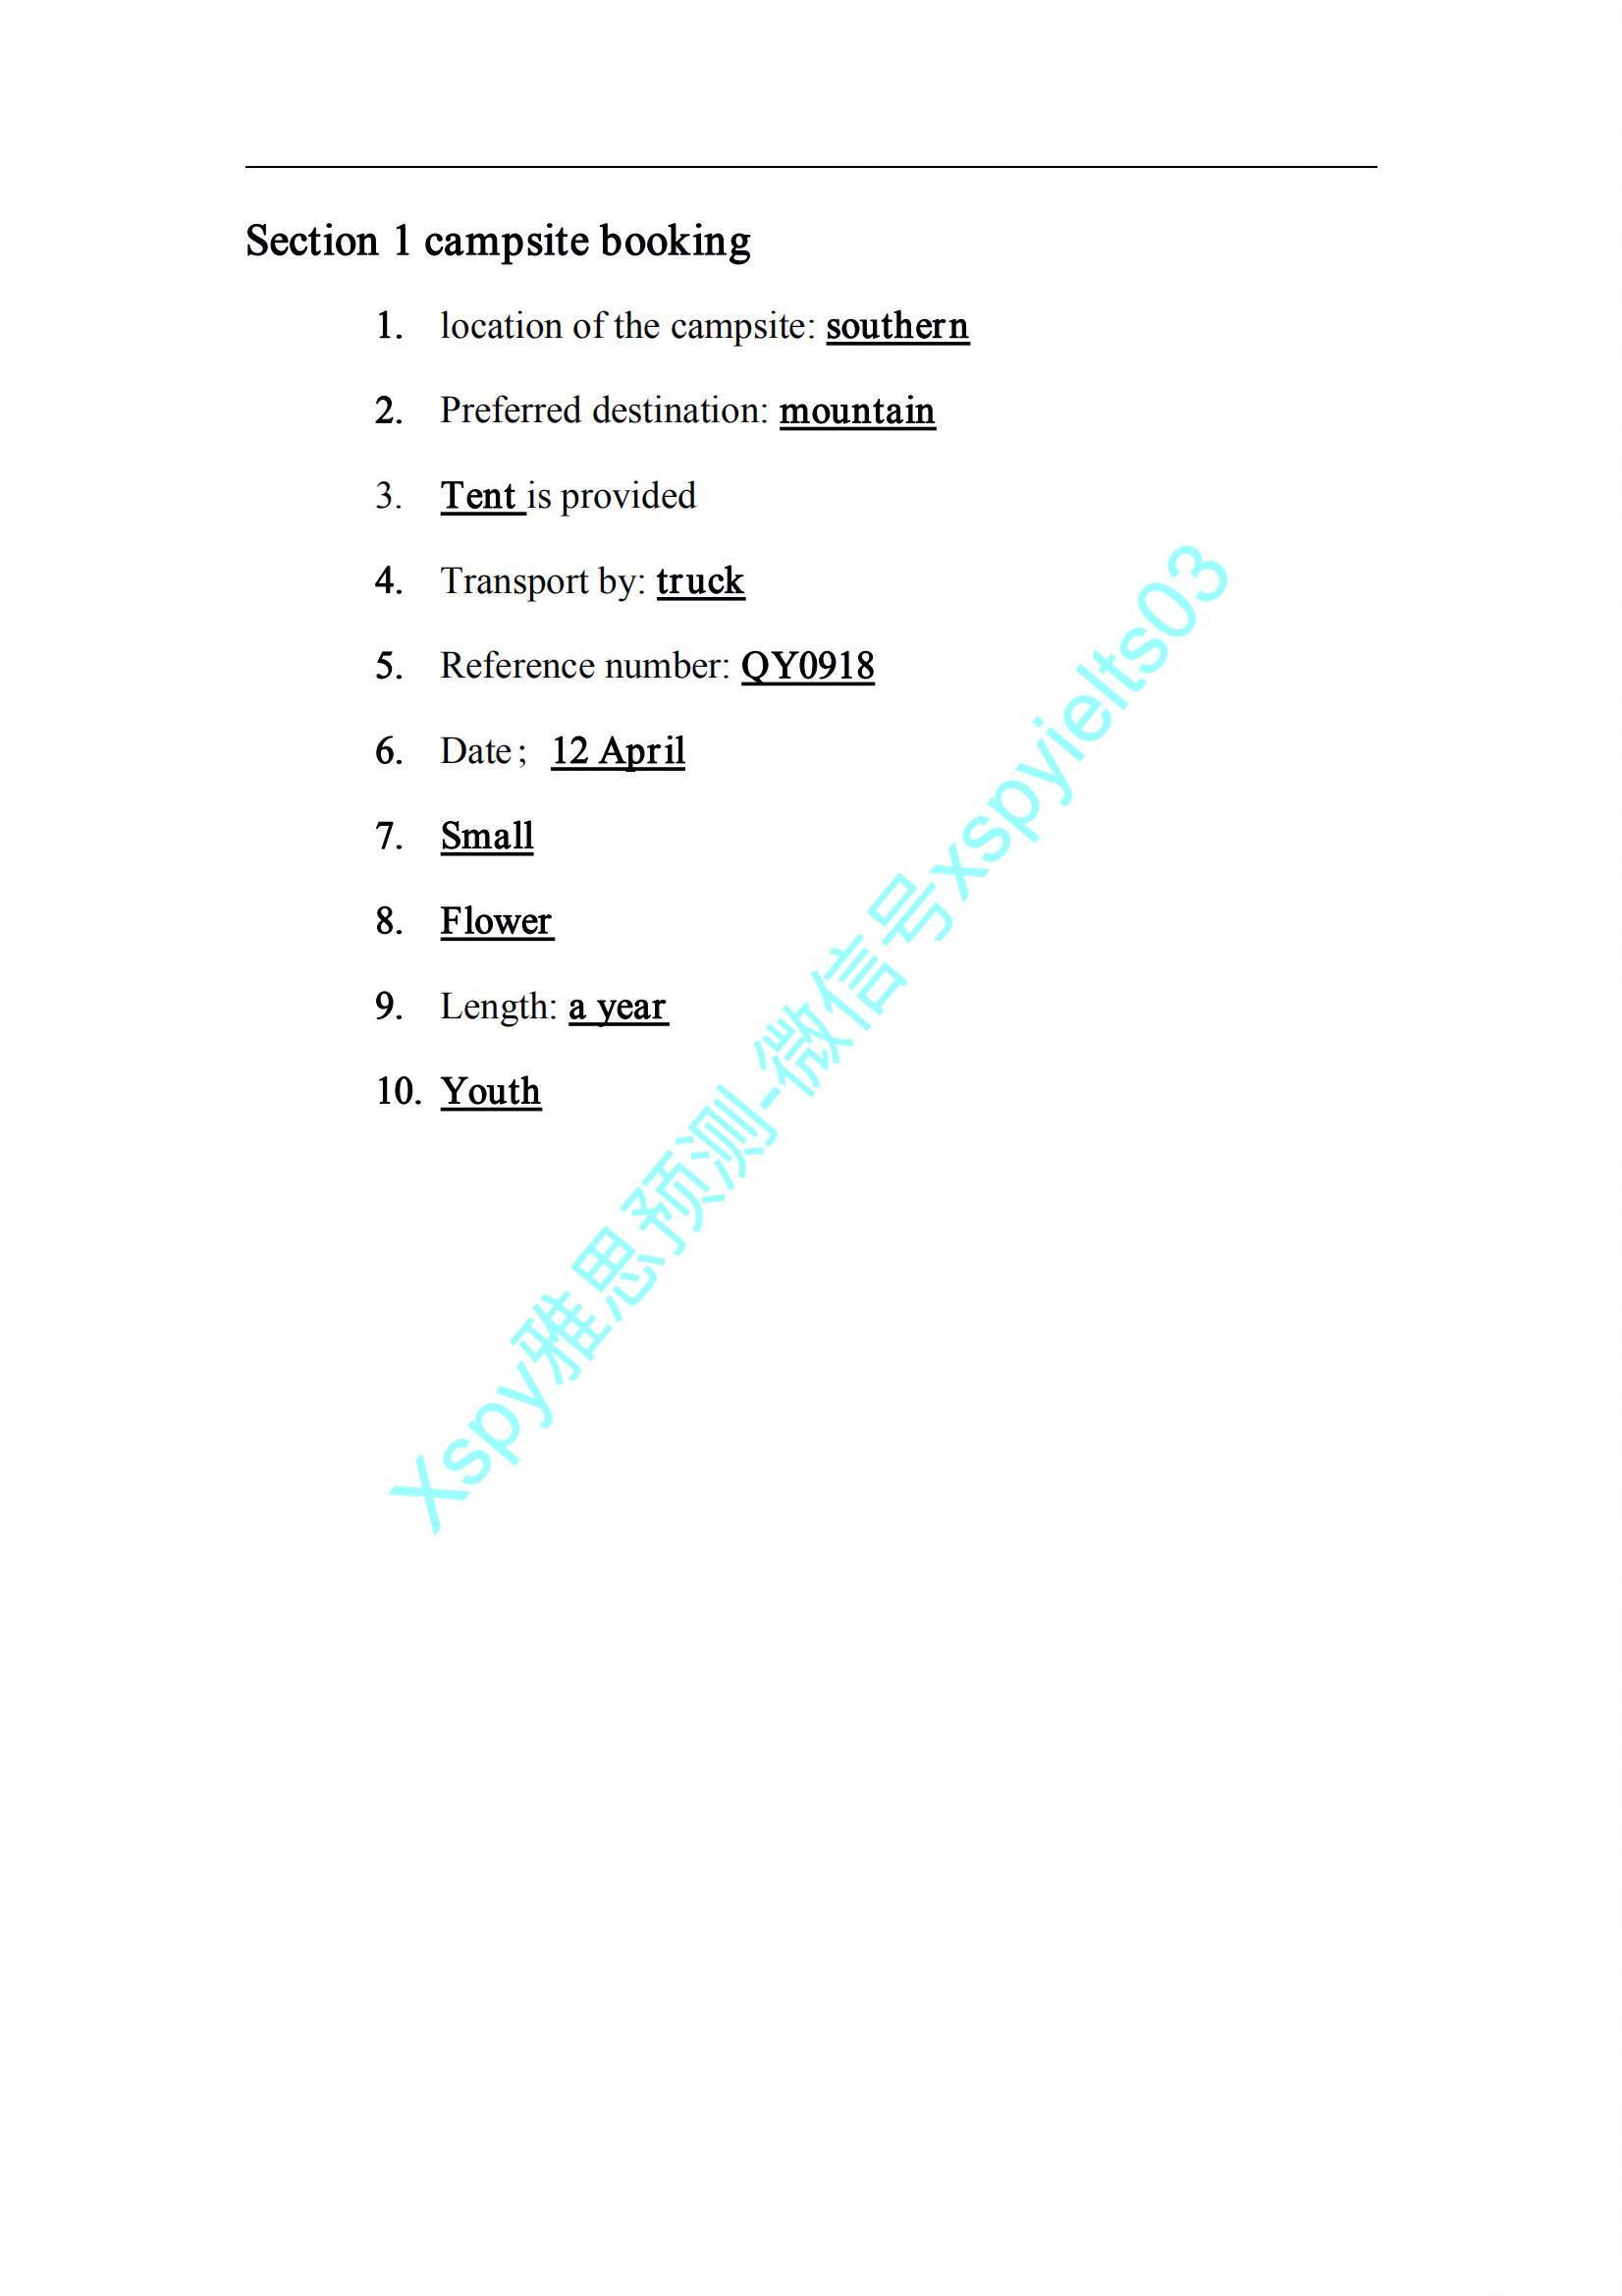 Section 1 campsite booking
1. location of the campsite: southern
2. Preferred destination: mountain
3. Tent is provided
4. Transport by: truck
5. Reference number: QY0918
6. Date； 12 April
7. Small
8. Flower
9. Length: a year
10. Youth
Xspy雅思预测-微信号xspyielts03